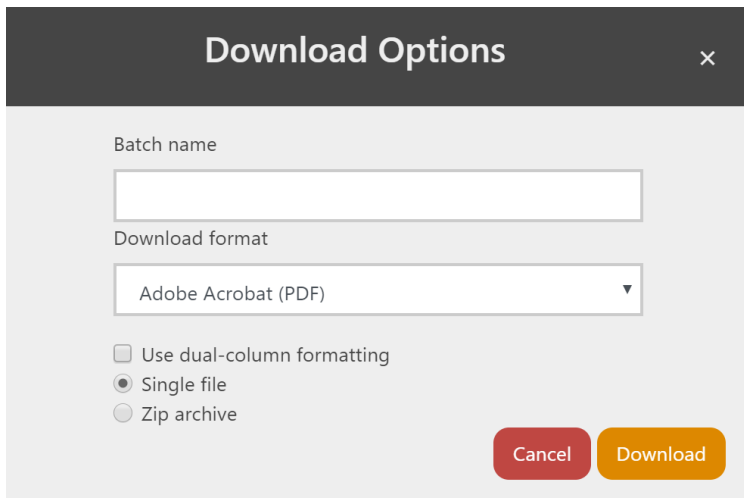 Download Options ×
Batch name
Download format
Adobe Acrobat (PDF)
Use dual-column formatting
Single file
Zip archive
Cancel Download